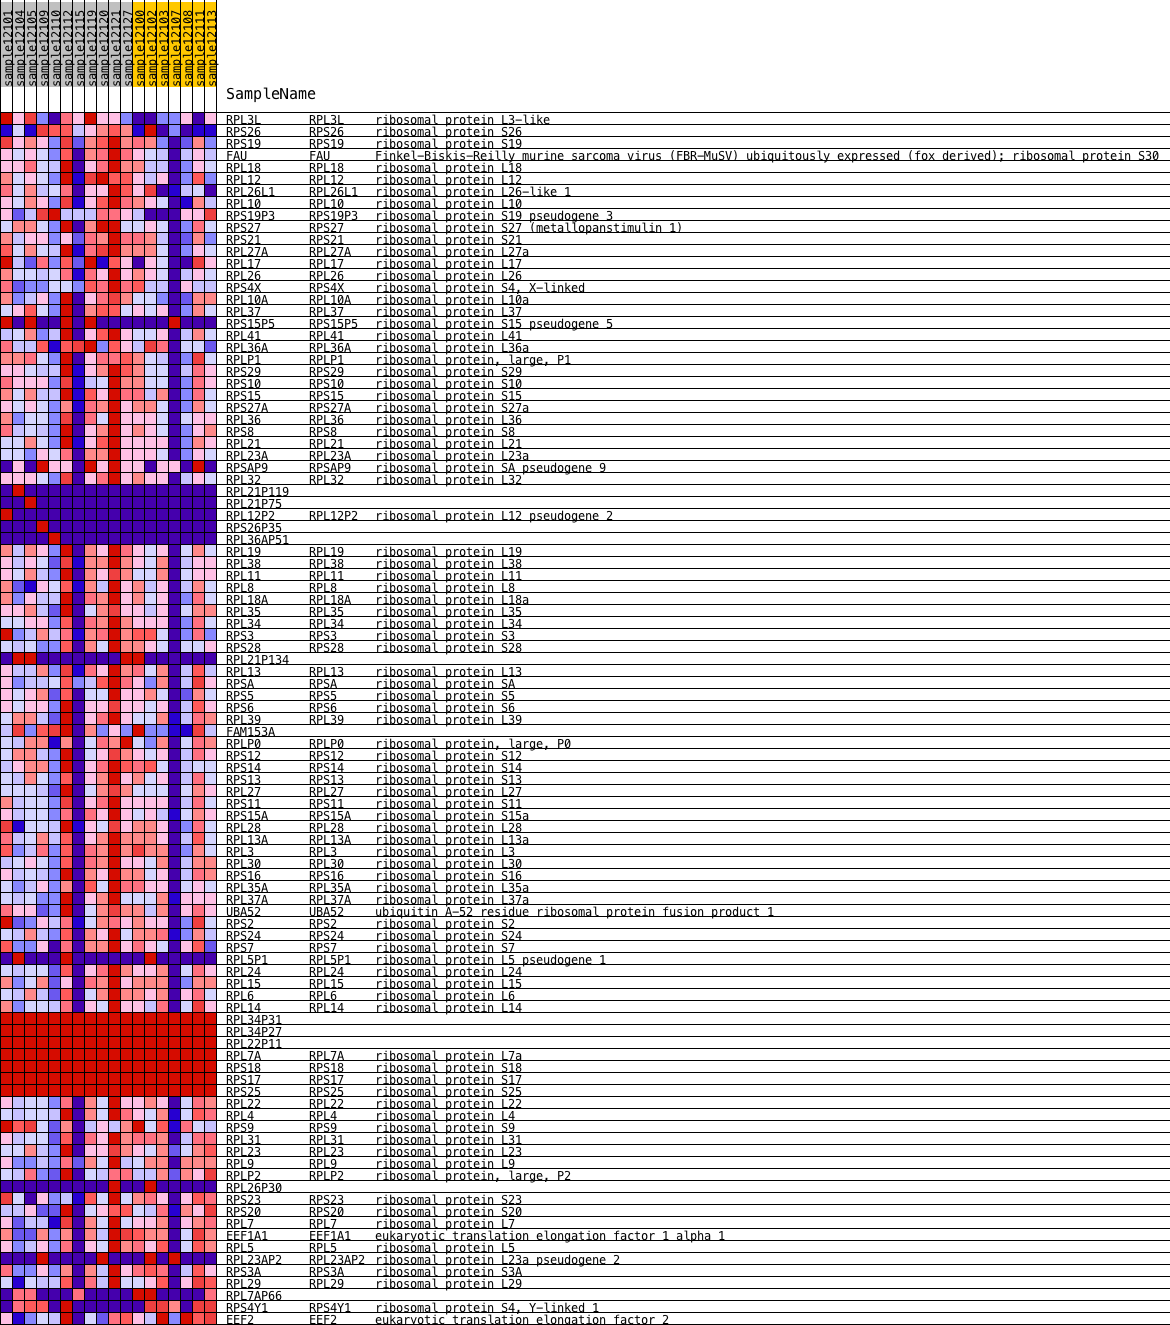 sample12101
sample12104
sample12105
sample12109
sample12110
sample12112
sample12115
sample12119
sample12120
sample12121
sample12127
sample12100
sample12102
sample12103
sample12107
sample12108
sample12111
sample12113
SampleName
RPL3L RPL3L ribosomal protein L3-like
RPS26 RPS26 ribosomal protein S26
RPS19 RPS19 ribosomal protein S19
FAU FAU Finkel-Biskis-Reilly murine sarcoma virus (FBR-MuSV) ubiquitously expressed (fox derived); ribosomal protein S30
RPL18 RPL18 ribosomal protein L18
RPL12 RPL12 ribosomal protein L12
RPL26L1 RPL26L1 ribosomal protein L26-like 1
RPL10 RPL10 ribosomal protein L10
RPS19P3 RPS19P3 ribosomal protein S19 pseudogene 3
RPS27 RPS27 ribosomal protein S27 (metallopanstimulin 1)
RPS21 RPS21 ribosomal protein S21
RPL27A RPL27A ribosomal protein L27a
RPL17 RPL17 ribosomal protein L17
RPL26 RPL26 ribosomal protein L26
RPS4X RPS4X ribosomal protein S4, X-linked
RPL10A RPL10A ribosomal protein L10a
RPL37 RPL37 ribosomal protein L37
RPS15P5 RPS15P5 ribosomal protein S15 pseudogene 5
RPL41 RPL41 ribosomal protein L41
RPL36A RPL36A ribosomal protein L36a
RPLP1 RPLP1 ribosomal protein, large, P1
RPS29 RPS29 ribosomal protein S29
RPS10 RPS10 ribosomal protein S10
RPS15 RPS15 ribosomal protein S15
RPS27A RPS27A ribosomal protein S27a
RPL36 RPL36 ribosomal protein L36
RPS8 RPS8 ribosomal protein S8
RPL21 RPL21 ribosomal protein L21
RPL23A RPL23A ribosomal protein L23a
RPSAP9 RPSAP9 ribosomal protein SA pseudogene 9
RPL32 RPL32 ribosomal protein L32
RPL21P119
RPL21P75
RPL12P2 RPL12P2 ribosomal protein L12 pseudogene 2
RPS26P35
RPL36AP51
RPL19 RPL19 ribosomal protein L19
RPL38 RPL38 ribosomal protein L38
RPL11 RPL11 ribosomal protein L11
RPL8 RPL8 ribosomal protein L8
RPL18A RPL18A ribosomal protein L18a
RPL35 RPL35 ribosomal protein L35
RPL34 RPL34 ribosomal protein L34
RPS3 RPS3 ribosomal protein S3
RPS28 RPS28 ribosomal protein S28
RPL21P134
RPL13 RPL13 ribosomal protein L13
RPSA RPSA ribosomal protein SA
RPS5 RPS5 ribosomal protein S5
RPS6 RPS6 ribosomal protein S6
RPL39 RPL39 ribosomal protein L39
FAM153A
RPLP0 RPLP0 ribosomal protein, large, P0
RPS12 RPS12 ribosomal protein S12
RPS14 RPS14 ribosomal protein S14
RPS13 RPS13 ribosomal protein S13
RPL27 RPL27 ribosomal protein L27
RPS11 RPS11 ribosomal protein S11
RPS15A RPS15A ribosomal protein S15a
RPL28 RPL28 ribosomal protein L28
RPL13A RPL13A ribosomal protein L13a
RPL3 RPL3 ribosomal protein L3
RPL30 RPL30 ribosomal protein L30
RPS16 RPS16 ribosomal protein S16
RPL35A RPL35A ribosomal protein L35a
RPL37A RPL37A ribosomal protein L37a
UBA52 UBA52 ubiquitin A-52 residue ribosomal protein fusion product 1
RPS2 RPS2 ribosomal protein S2
RPS24 RPS24 ribosomal protein S24
RPS7 RPS7 ribosomal protein S7
RPL5P1 RPL5P1 ribosomal protein L5 pseudogene 1
RPL24 RPL24 ribosomal protein L24
RPL15 RPL15 ribosomal protein L15
RPL6 RPL6 ribosomal protein L6
RPL14 RPL14 ribosomal protein L14
RPL34P31
RPL34P27
RPL22P11
RPL7A RPL7A ribosomal protein L7a
RPS18 RPS18 ribosomal protein S18
RPS17 RPS17 ribosomal protein S17
RPS25 RPS25 ribosomal protein S25
RPL22 RPL22 ribosomal protein L22
RPL4 RPL4 ribosomal protein L4
RPS9 RPS9 ribosomal protein S9
RPL31 RPL31 ribosomal protein L31
RPL23 RPL23 ribosomal protein L23
RPL9 RPL9 ribosomal protein L9
RPLP2 RPLP2 ribosomal protein, large, P2
RPL26P30
RPS23 RPS23 ribosomal protein S23
RPS20 RPS20 ribosomal protein S20
RPL7 RPL7 ribosomal protein L7
EEF1A1 EEF1A1 eukaryotic translation elongation factor 1 alpha 1
RPL5 RPL5 ribosomal protein L5
RPL23AP2 RPL23AP2 ribosomal protein L23a pseudogene 2
RPS3A RPS3A ribosomal protein S3A
RPL29 RPL29 ribosomal protein L29
RPL7AP66
RPS4Y1 RPS4Y1 ribosomal protein S4, Y-linked 1
EEF2 EEF2 eukaryotic translation elongation factor 2